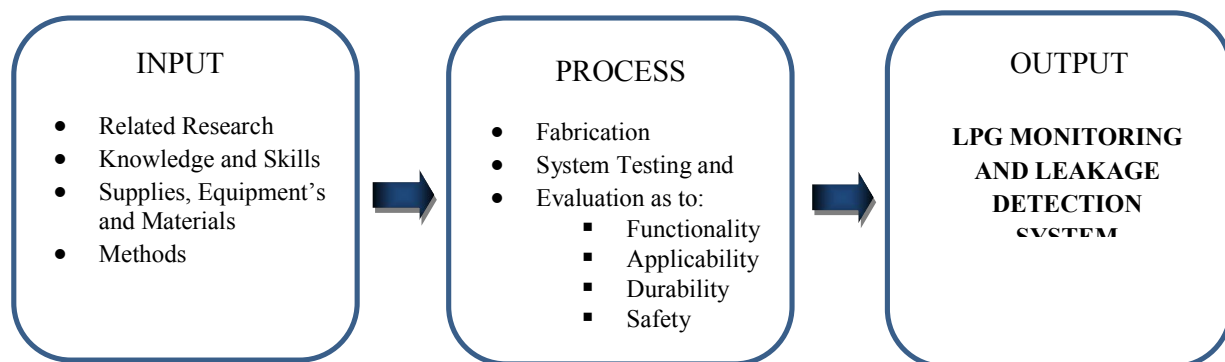 INPUT
Related Research
Knowledge and Skills
Supplies, Equipment’s
and Materials
Methods
PROCESS
Fabrication
System Testing and
Evaluation as to:
Functionality
Applicability
Durability
Safety
OUTPUT
LPG MONITORING
AND LEAKAGE
DETECTION
SYSTEM